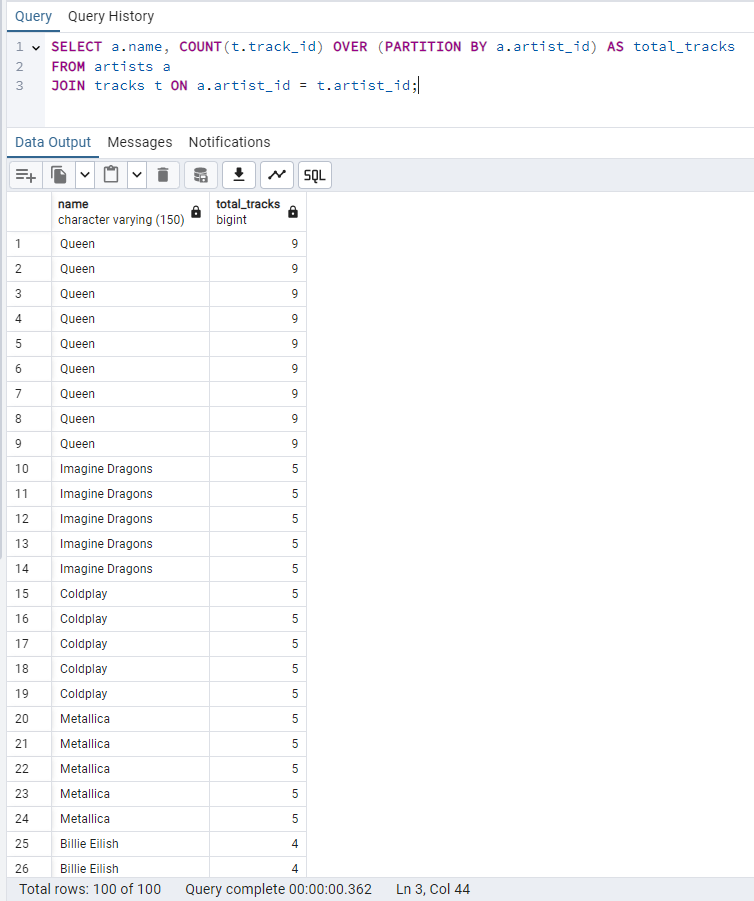 Query Query History
1 SELECT a.name, COUNT(t.track_id) OVER (PARTITION BY a.artist_id) AS total_tracks
2 FROM artists a
3 JOIN tracks t ON a.artist_id = t.artist_id;
Data Output Messages Notifications
SQL
name total_tracks
character varying (150) bigint
1 Queen 9
2 Queen 9
3 Queen 9
4 Queen 9
5 Queen 9
6 Queen 9
7 Queen 9
8 Queen 9
9 Queen 9
10 Imagine Dragons 5
11 Imagine Dragons 5
12 Imagine Dragons 5
13 Imagine Dragons 5
14 Imagine Dragons 5
15 Coldplay 5
16 Coldplay 5
17 Coldplay 5
18 Coldplay 5
19 Coldplay 5
20 Metallica 5
21 Metallica 5
22 Metallica 5
23 Metallica 5
24 Metallica 5
25 Billie Eilish 4
26 Billie Eilish 4
Total rows: 100 of 100 Query complete 00:00:00.362 Ln 3, Col 44